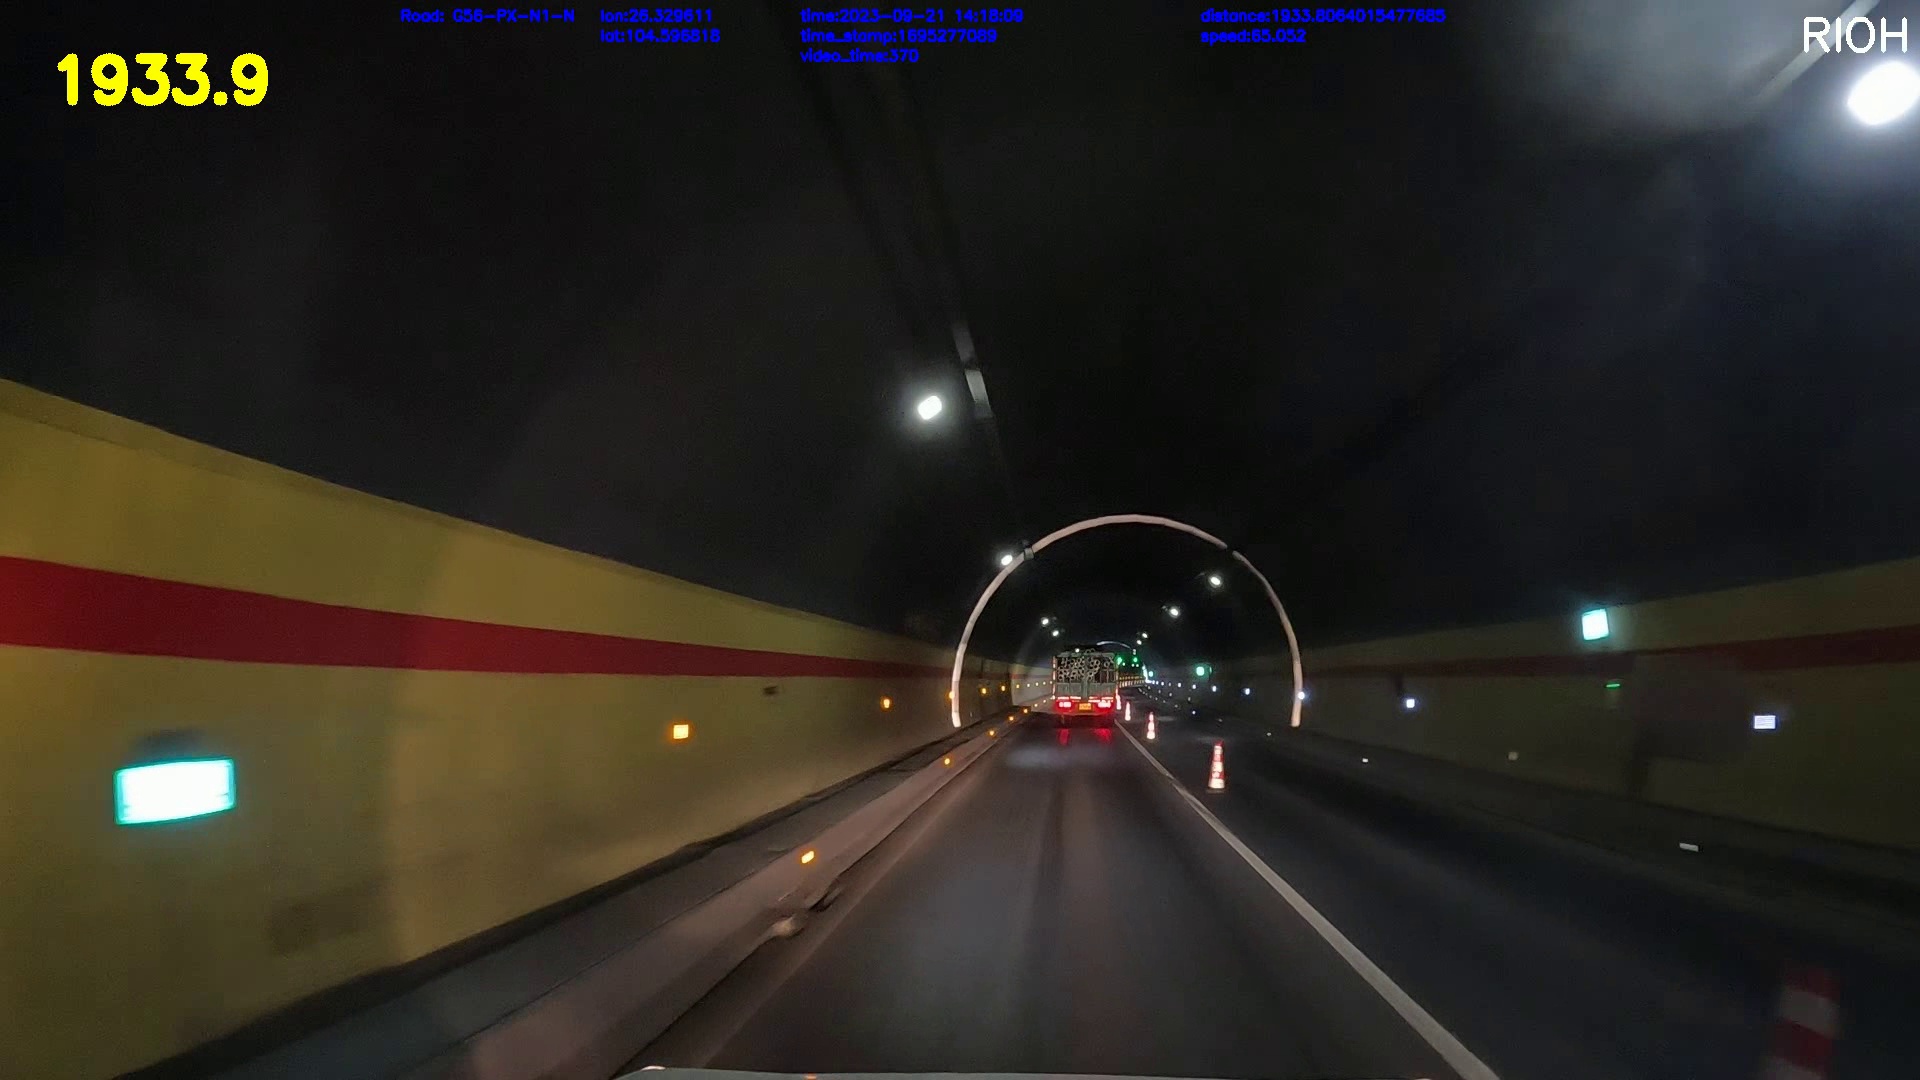 Road: G56-PX-N1-N
lon:26.329611
lat:104.596818
time:2023-09-21 14:18:09
time_stamp:1695277089
video_time:370
distance:1933.8064015477685
speed:65.052
RIOH
1933.9